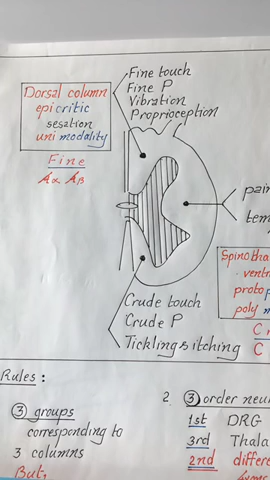 Fine touch
Fine P
Vibration
Proprioception
Dorsal column
epicritic
sesation
uni modality
Fine
Aα Aβ
pain
tem
Spinotha
ventr
proto p
poly m
C
C
Crude touch
Crude P
Tickling & itching
Rules :
③ groups
corresponding to
3 columns
But,
2. ③ order neu
1st DRG
3rd Thala
2nd differe